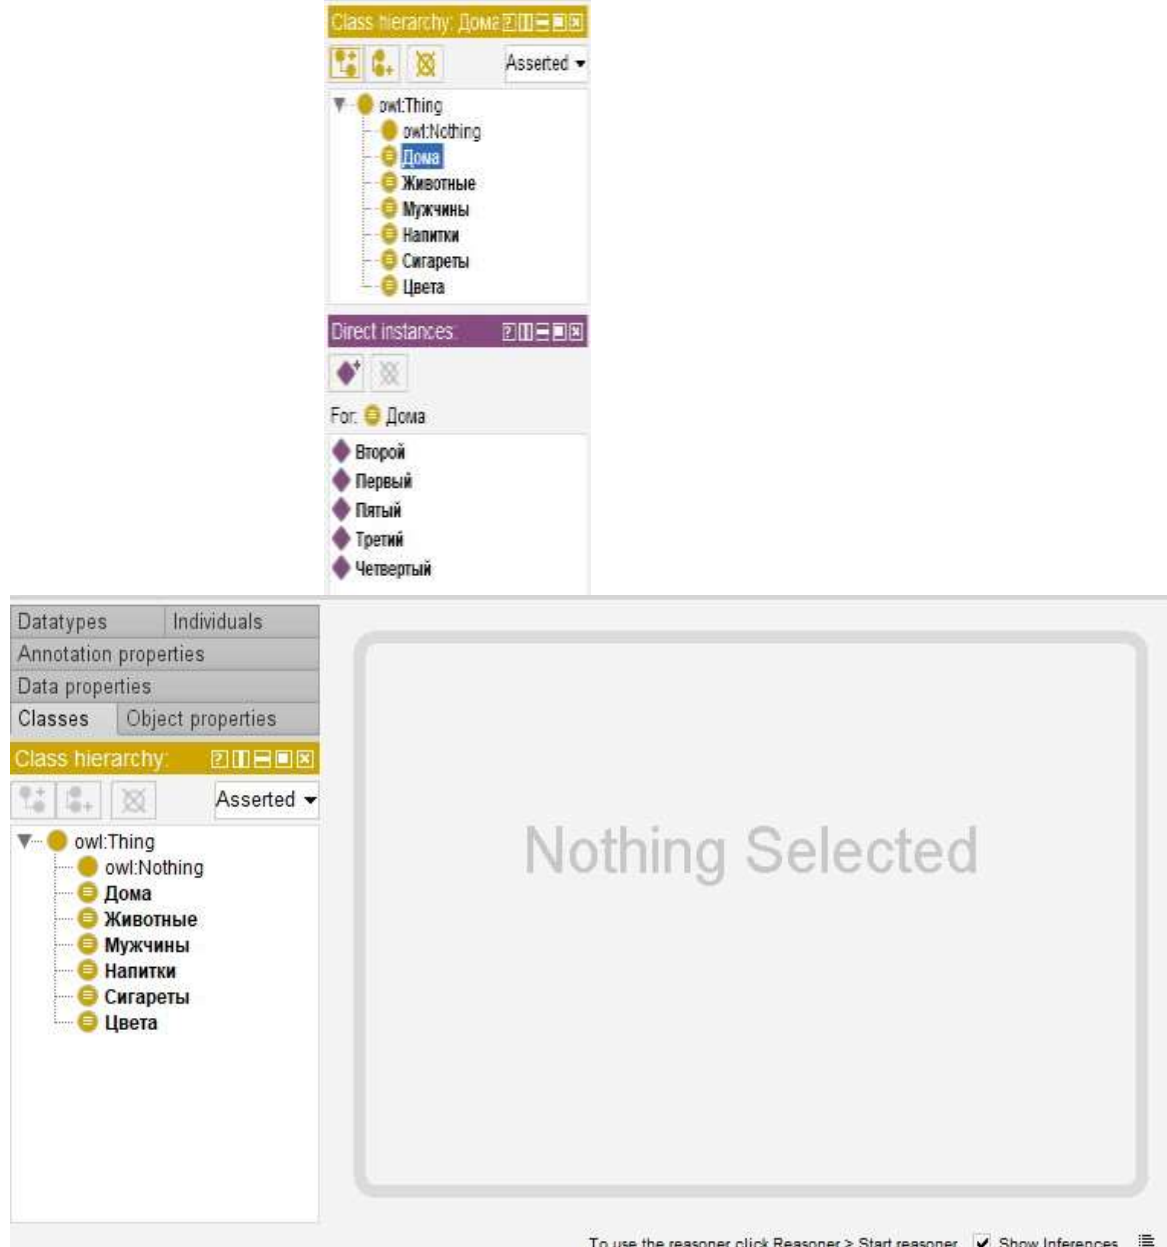 Class hierarchy: Дома
Asserted
owl:Thing
owl:Nothing
Дома
Животные
Мужчины
Напитки
Сигареты
Цвета
Direct instances:
For: Дома
Второй
Первый
Пятый
Третий
Четвертый
Datatypes Individuals
Annotation properties
Data properties
Classes Object properties
Class hierarchy:
Asserted
owl:Thing
owl:Nothing
Дома
Животные
Мужчины
Напитки
Сигареты
Цвета
Nothing Selected
To use the reasoner click Reasoner > Start reasoner Show Inferences